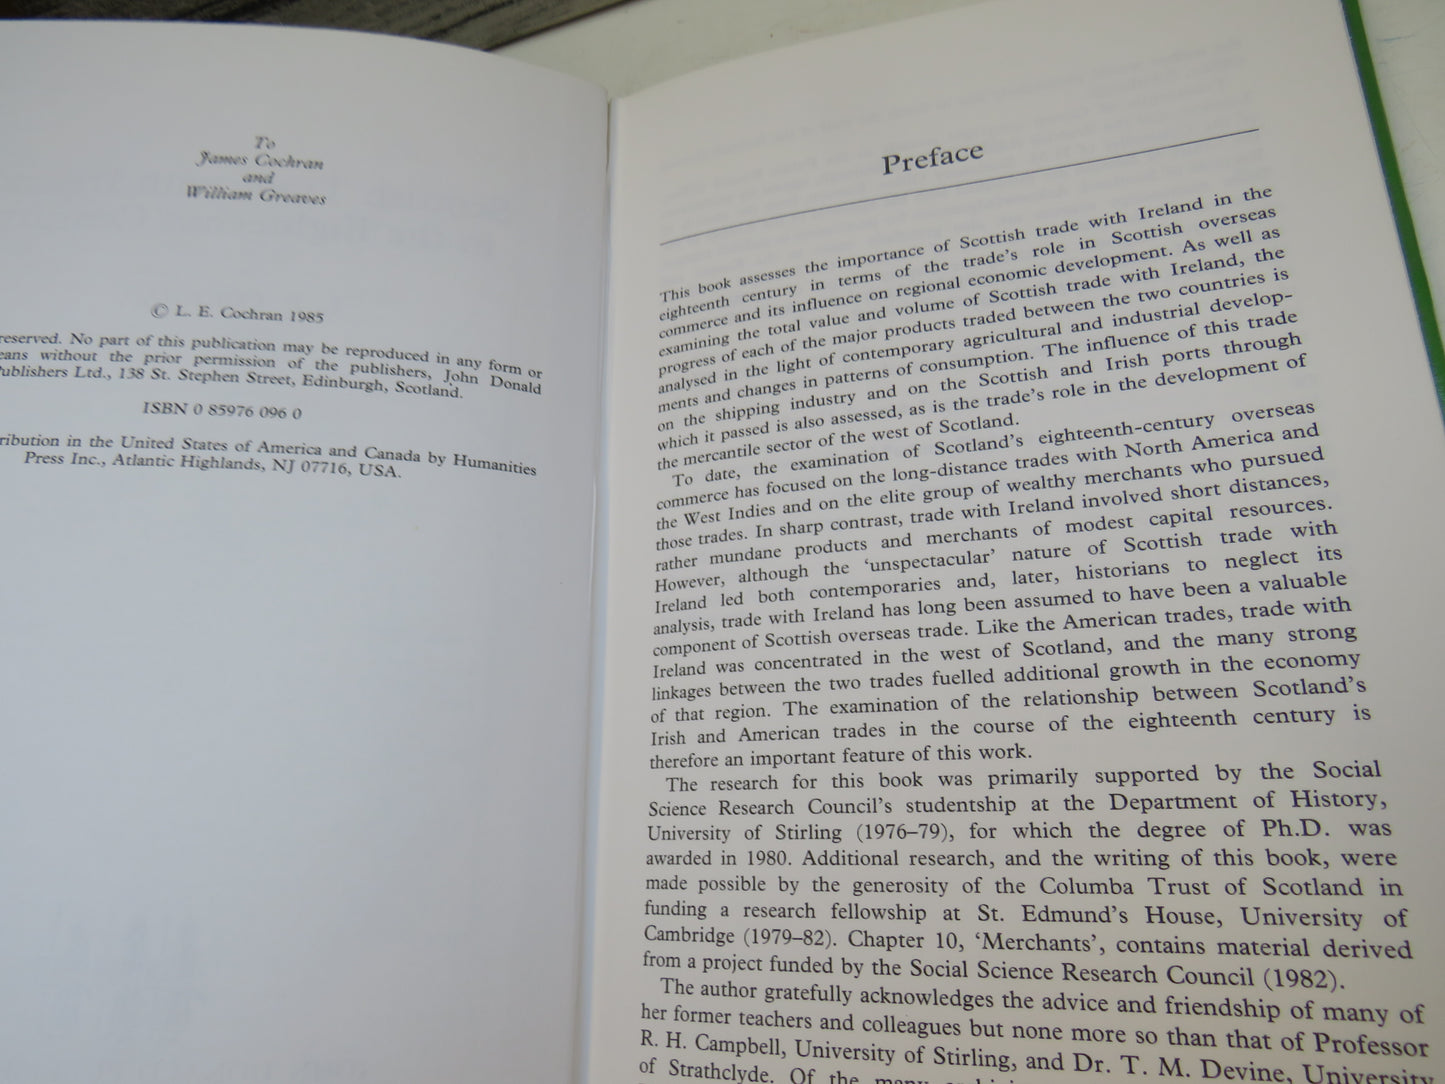 To
James Cochran
and
William Greaves
© L. E. Cochran 1985
reserved. No part of this publication may be reproduced in any form or
eans without the prior permission of the publishers, John Donald
ublishers Ltd., 138 St. Stephen Street, Edinburgh, Scotland.
ISBN 0 85976 096 0
ribution in the United States of America and Canada by Humanities
Press Inc., Atlantic Highlands, NJ 07716, USA.
Preface
This book assesses the importance of Scottish trade with Ireland in the
eighteenth century in terms of the trade's role in Scottish overseas
commerce and its influence on regional economic development. As well as
examining the total value and volume of Scottish trade with Ireland, the
progress of each of the major products traded between the two countries is
analysed in the light of contemporary agricultural and industrial develop-
ments and changes in patterns of consumption. The influence of this trade
on the shipping industry and on the Scottish and Irish ports through
which it passed is also assessed, as is the trade's role in the development of
the mercantile sector of the west of Scotland.
To date, the examination of Scotland's eighteenth-century overseas
commerce has focused on the long-distance trades with North America and
the West Indies and on the elite group of wealthy merchants who pursued
those trades. In sharp contrast, trade with Ireland involved short distances,
rather mundane products and merchants of modest capital resources.
However, although the 'unspectacular' nature of Scottish trade with
Ireland led both contemporaries and, later, historians to neglect its
analysis, trade with Ireland has long been assumed to have been a valuable
component of Scottish overseas trade. Like the American trades, trade with
Ireland was concentrated in the west of Scotland, and the many strong
linkages between the two trades fuelled additional growth in the economy
of that region. The examination of the relationship between Scotland's
Irish and American trades in the course of the eighteenth century is
therefore an important feature of this work.
The research for this book was primarily supported by the Social
Science Research Council's studentship at the Department of History,
University of Stirling (1976–79), for which the degree of Ph.D. was
awarded in 1980. Additional research, and the writing of this book, were
made possible by the generosity of the Columba Trust of Scotland in
funding a research fellowship at St. Edmund's House, University of
Cambridge (1979–82). Chapter 10, 'Merchants', contains material derived
from a project funded by the Social Science Research Council (1982).
The author gratefully acknowledges the advice and friendship of many of
her former teachers and colleagues but none more so than that of Professor
R. H. Campbell, University of Stirling, and Dr. T. M. Devine, University
of Strathclyde. Of the many